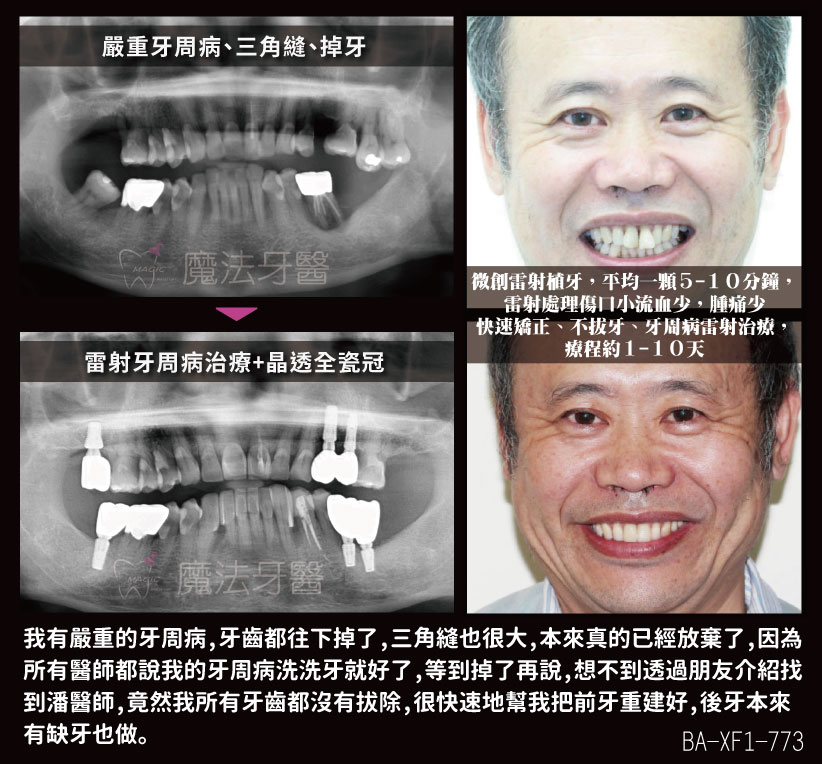 嚴重牙周病、三角縫、掉牙
MAGIC
魔法牙醫
微創雷射植牙，平均一顆５－１０分鐘，
雷射處理傷口小流血少，腫痛少
快速矯正、不拔牙、牙周病雷射治療，
療程約１－１０天
雷射牙周病治療+晶透全瓷冠
MAGIC
魔法牙醫
我有嚴重的牙周病,牙齒都往下掉了,三角縫也很大,本來真的已經放棄了,因為
所有醫師都說我的牙周病洗洗牙就好了,等到掉了再說,想不到透過朋友介紹找
到潘醫師,竟然我所有牙齒都沒有拔除,很快速地幫我把前牙重建好,後牙本來
有缺牙也做。
BA-XF1-773